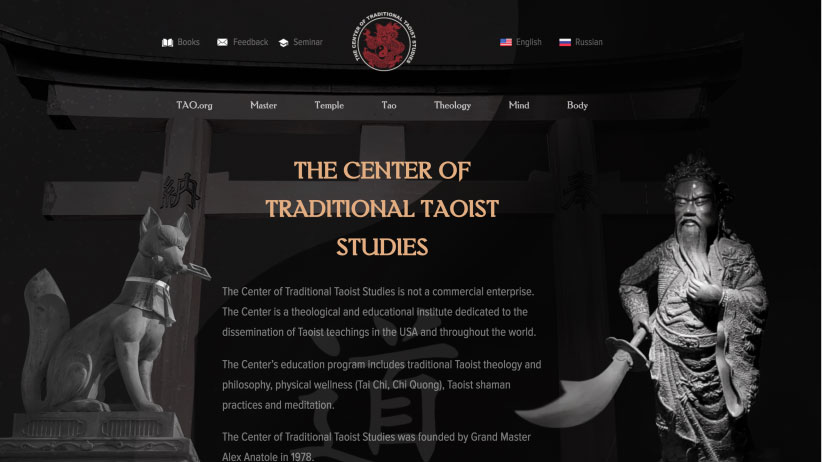 Books Feedback Seminar
THE CENTER OF TRADITIONAL TAOIST STUDIES
English Russian
TAO.org Master Temple Tao Theology Mind Body
納
奉
THE CENTER OF
TRADITIONAL TAOIST
STUDIES
The Center of Traditional Taoist Studies is not a commercial enterprise.
The Center is a theological and educational institute dedicated to the
dissemination of Taoist teachings in the USA and throughout the world.
道
The Center's education program includes traditional Taoist theology and
philosophy, physical wellness (Tai Chi, Chi Ouong), Taoist shaman
practices and meditation.
The Center of Traditional Taoist Studies was founded by Grand Master
Alex Anatole in 1978.